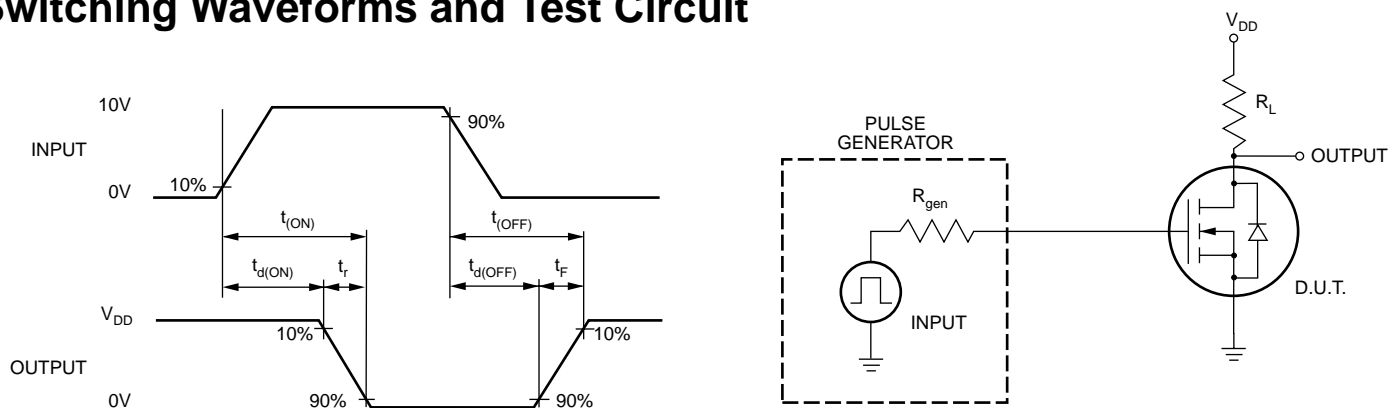 Switching Waveforms and Test Circuit
10V
INPUT
0V
10%
90%
t(ON)
t(OFF)
td(ON)
tr
td(OFF)
tF
VDD
10%
10%
OUTPUT
0V
90%
90%
VDD
RL
PULSE
GENERATOR
OUTPUT
Rgen
D.U.T.
INPUT